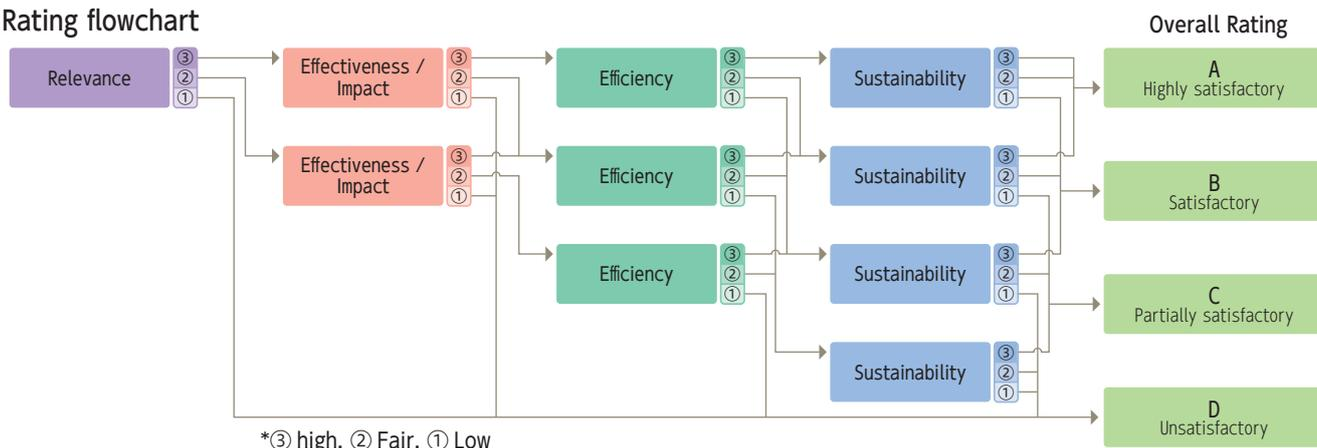 Rating flowchart
Overall Rating
Relevance
③
②
①
Effectiveness /
Impact
③
②
①
Efficiency
③
②
①
Sustainability
③
②
①
A
Highly satisfactory
Effectiveness /
Impact
③
②
①
Efficiency
③
②
①
Sustainability
③
②
①
B
Satisfactory
Efficiency
③
②
①
Sustainability
③
②
①
C
Partially satisfactory
Sustainability
③
②
①
D
Unsatisfactory
*③ high, ② Fair, ① Low